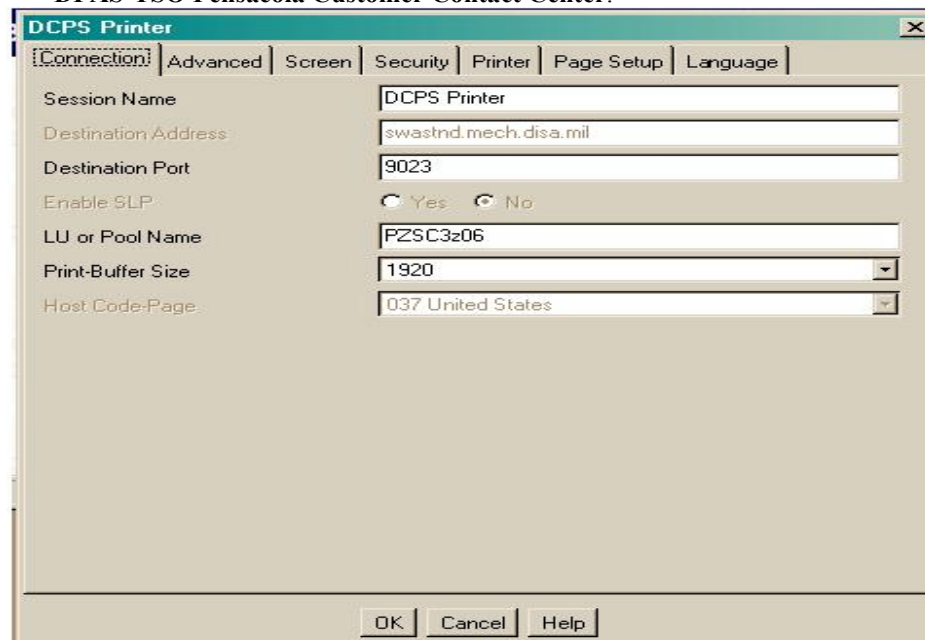 DFAS TSO Pensacola Customer Contact Center.
DCPS Printer
Connection Advanced Screen Security Printer Page Setup Language
Session Name DCPS Printer
Destination Address swastnd.mech.disa.mil
Destination Port 9023
Enable SLP Yes No
LU or Pool Name PZSC3z06
Print-Buffer Size 1920
Host Code-Page 037 United States
OK Cancel Help